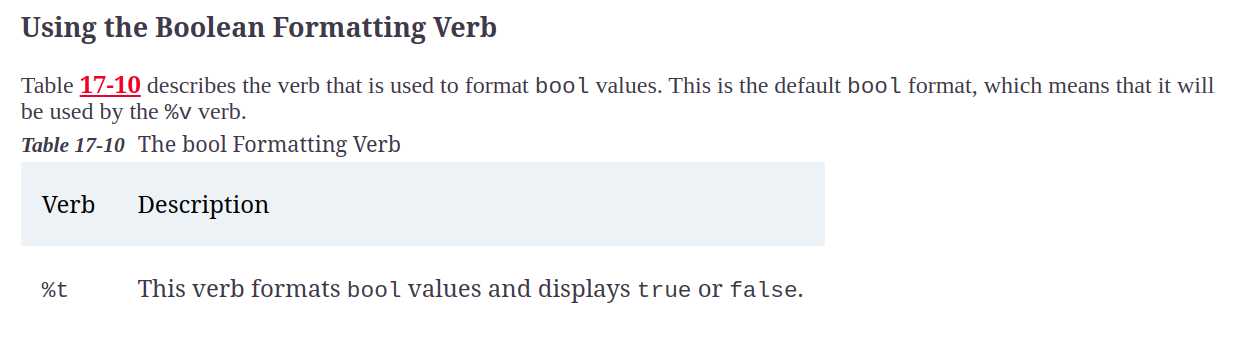 Using the Boolean Formatting Verb
Table 17-10 describes the verb that is used to format bool values. This is the default bool format, which means that it will
be used by the %v verb.
Table 17-10 The bool Formatting Verb
Verb Description
%t This verb formats bool values and displays true or false.